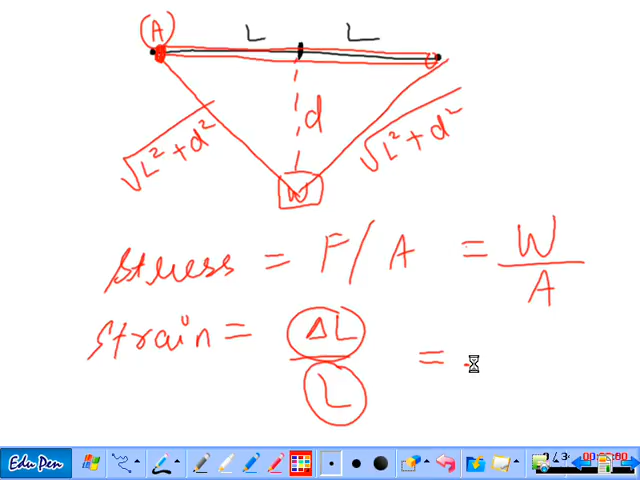 (A) L L
d
√L²+d² √L²+d²
W
Stress = F/A = W/A
Strain = ΔL/L =
Edu Pen